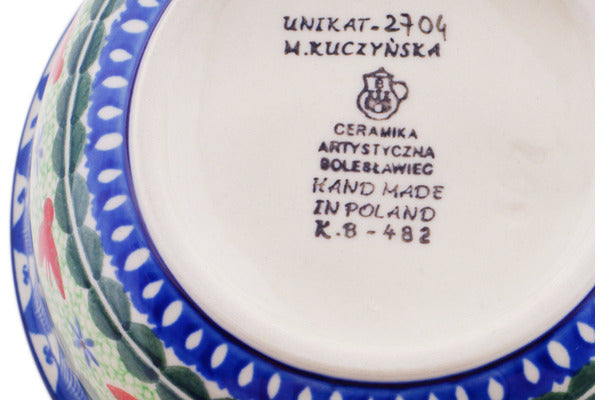 UNIKAT-2704
M.KUCZYŃSKA
CERAMIKA
ARTYSTYCZNA
BOLESŁAWIEC
HAND MADE
IN POLAND
K.B-482